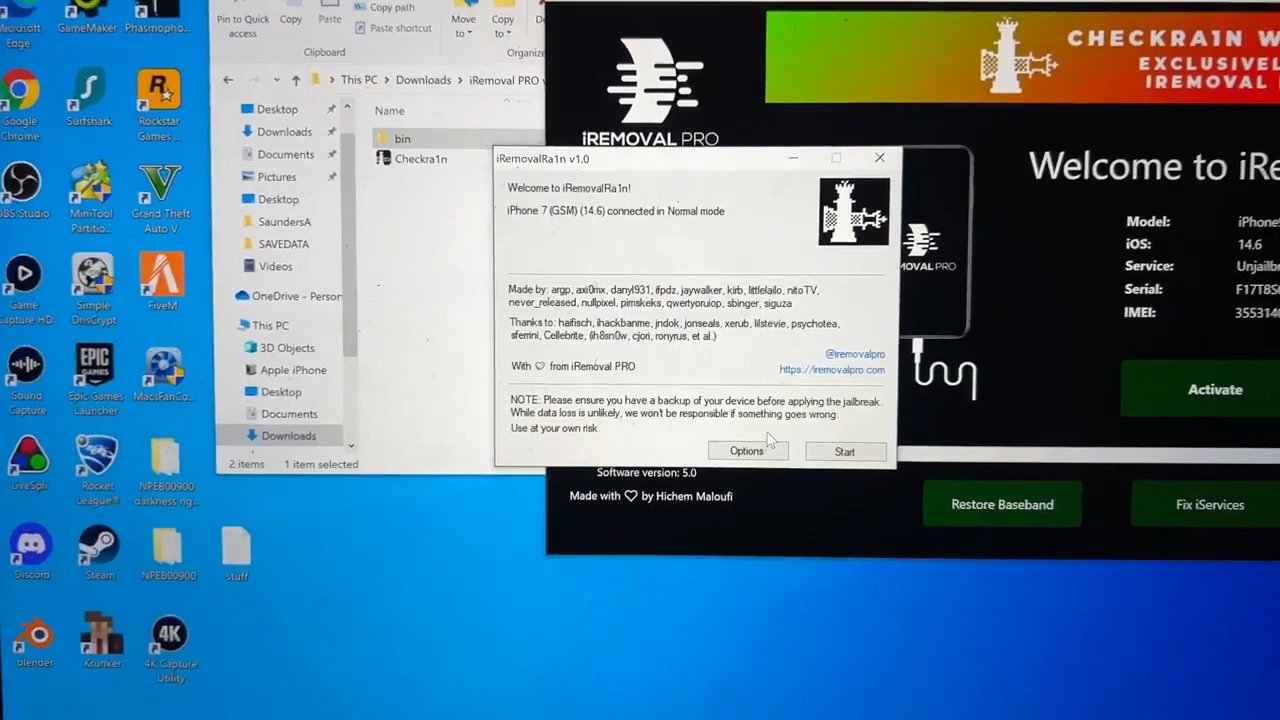 Microsoft
Edge
GameMaker
Phasmopho...
Google
Chrome
Surfshark
Rockstar
Games ...
OBS Studio
MiniTool
Partitio...
Grand Theft
Auto V
Game
Capture HD
Simple
DnsCrypt
FiveM
Sound
Capture
Epic Games
Launcher
MacsFanCo...
LiveSpli
Rocket
League®
NPEB00900
darkness rig...
Discord
Steam
NPEB00900
stuff
blender
Krunker
4K Capture
Utility
Pin to Quick
access
Copy
Paste
Copy path
Paste shortcut
Clipboard
Move
to
Copy
to
Organize
This PC > Downloads > iRemoval PRO v
Desktop
Downloads
Documents
Pictures
Desktop
SaundersA
SAVEDATA
Videos
OneDrive - Person
This PC
3D Objects
Apple iPhone
Desktop
Documents
Downloads
Name
bin
Checkra1n
2 items
1 item selected
iREMOVAL PRO
CHECKRA1N W
EXCLUSIVEL
IREMOVAL
iRemovalRa1n v1.0
Welcome to iRemovalRa1n!
iPhone 7 (GSM) (14.6) connected in Normal mode
Made by: argp, axi0mx, danyl931, ifpdz, jaywalker, kirb, littlelailo, nitoTV,
never_released, nullpixel, pimskeks, qwertyoruiop, sbinger, siguza
Thanks to: haifisch, ihackbanme, jndok, jonseals, xerub, lilstevie, psychotea,
sferrini, Cellebrite, (ih8sn0w, cjori, ronyrus, et al.)
With ♡ from iRemoval PRO
@iremovalpro
https://iremovalpro.com
NOTE: Please ensure you have a backup of your device before applying the jailbreak.
While data loss is unlikely, we won't be responsible if something goes wrong.
Use at your own risk.
Options
Start
MOVAL PRO
Welcome to iRe
Model: iPhone
iOS: 14.6
Service: Unjailb
Serial: F17T8S
IMEI: 355314
Activate
Software version: 5.0
Made with ♡ by Hichem Maloufi
Restore Baseband
Fix iServices